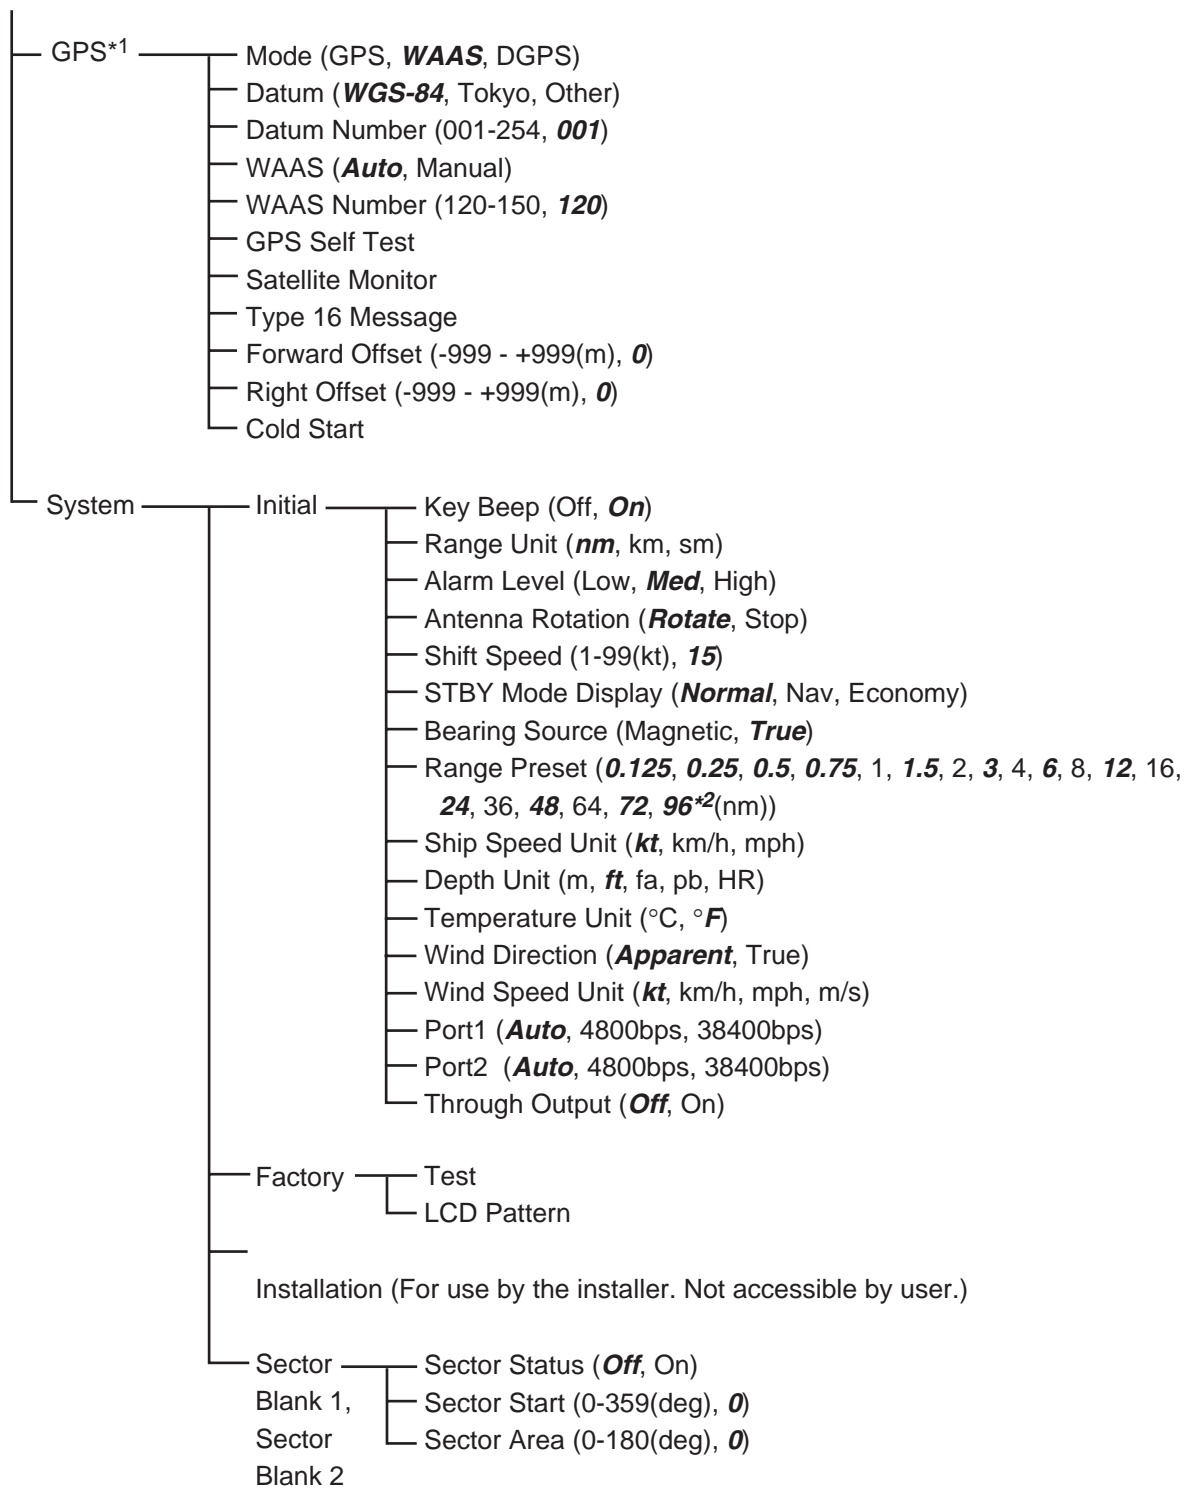 GPS*1
Mode (GPS, WAAS, DGPS)
Datum (WGS-84, Tokyo, Other)
Datum Number (001-254, 001)
WAAS (Auto, Manual)
WAAS Number (120-150, 120)
GPS Self Test
Satellite Monitor
Type 16 Message
Forward Offset (-999 - +999(m), 0)
Right Offset (-999 - +999(m), 0)
Cold Start
System
Initial
Key Beep (Off, On)
Range Unit (nm, km, sm)
Alarm Level (Low, Med, High)
Antenna Rotation (Rotate, Stop)
Shift Speed (1-99(kt), 15)
STBY Mode Display (Normal, Nav, Economy)
Bearing Source (Magnetic, True)
Range Preset (0.125, 0.25, 0.5, 0.75, 1, 1.5, 2, 3, 4, 6, 8, 12, 16,
24, 36, 48, 64, 72, 96*2(nm))
Ship Speed Unit (kt, km/h, mph)
Depth Unit (m, ft, fa, pb, HR)
Temperature Unit (°C, °F)
Wind Direction (Apparent, True)
Wind Speed Unit (kt, km/h, mph, m/s)
Port1 (Auto, 4800bps, 38400bps)
Port2 (Auto, 4800bps, 38400bps)
Through Output (Off, On)
Factory
Test
LCD Pattern
Installation (For use by the installer. Not accessible by user.)
Sector
Blank 1,
Sector
Blank 2
Sector Status (Off, On)
Sector Start (0-359(deg), 0)
Sector Area (0-180(deg), 0)